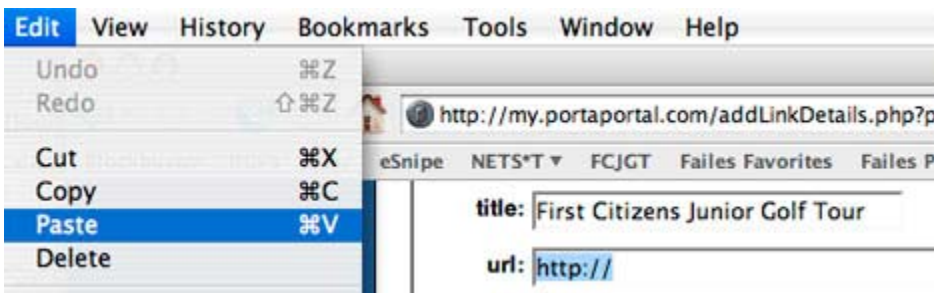 Edit View History Bookmarks Tools Window Help
Undo ⌘Z
Redo ⇧⌘Z
Cut ⌘X
Copy ⌘C
Paste ⌘V
Delete
http://my.portaportal.com/addLinkDetails.php?p
eSnipe NETS*T ▾ FCJGT Failes Favorites Failes P
title: First Citizens Junior Golf Tour
url: http://